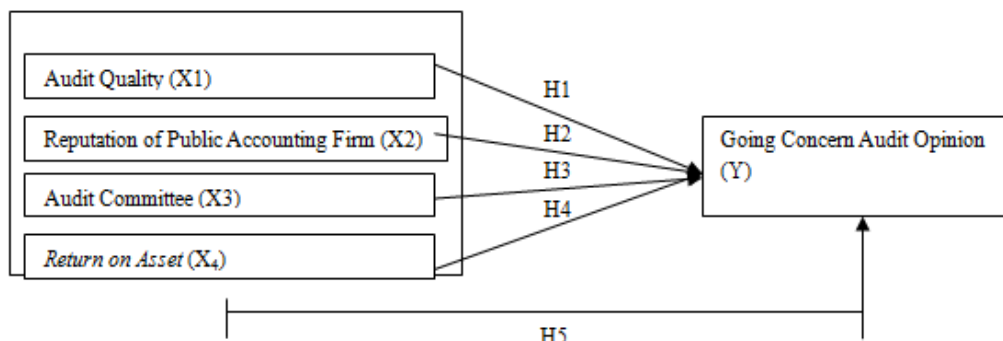 Audit Quality (X1)
Reputation of Public Accounting Firm (X2)
Audit Committee (X3)
Return on Asset (X₄)
H1
H2
H3
H4
Going Concern Audit Opinion
(Y)
H5